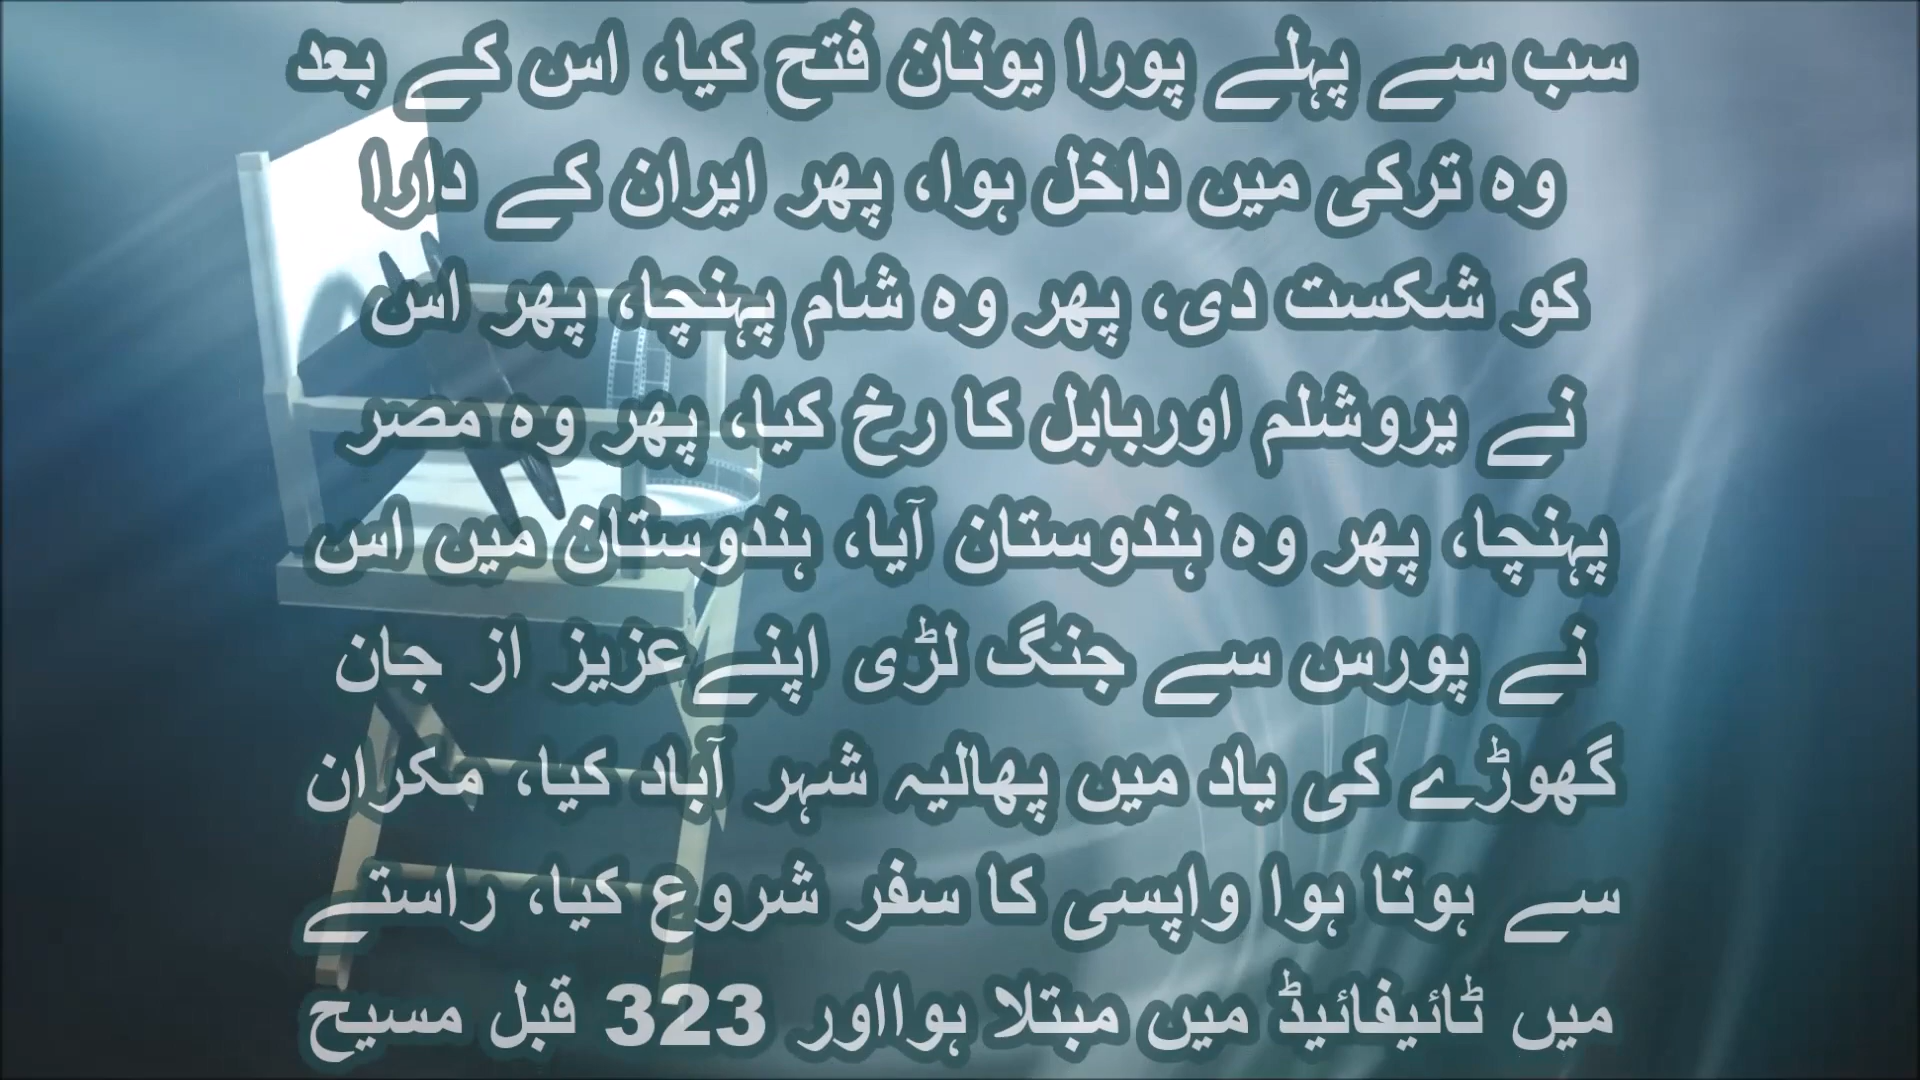 سب سے پہلے پورا یونان فتح کیا، اس کے بعد
وہ ترکی میں داخل ہوا، پھر ایران کے دارا
کو شکست دی، پھر وہ شام پہنچا، پھر اس
نے یروشلم اوربابل کا رخ کیا، پھر وہ مصر
پہنچا، پھر وہ ہندوستان آیا، ہندوستان میں اس
نے پورس سے جنگ لڑی اپنےعزیز از جان
گھوڑے کی یاد میں پھالیہ شہر آباد کیا، مکران
سے ہوتا ہوا واپسی کا سفر شروع کیا، راستے
میں ٹائیفائیڈ میں مبتلا ہوااور 323 قبل مسیح